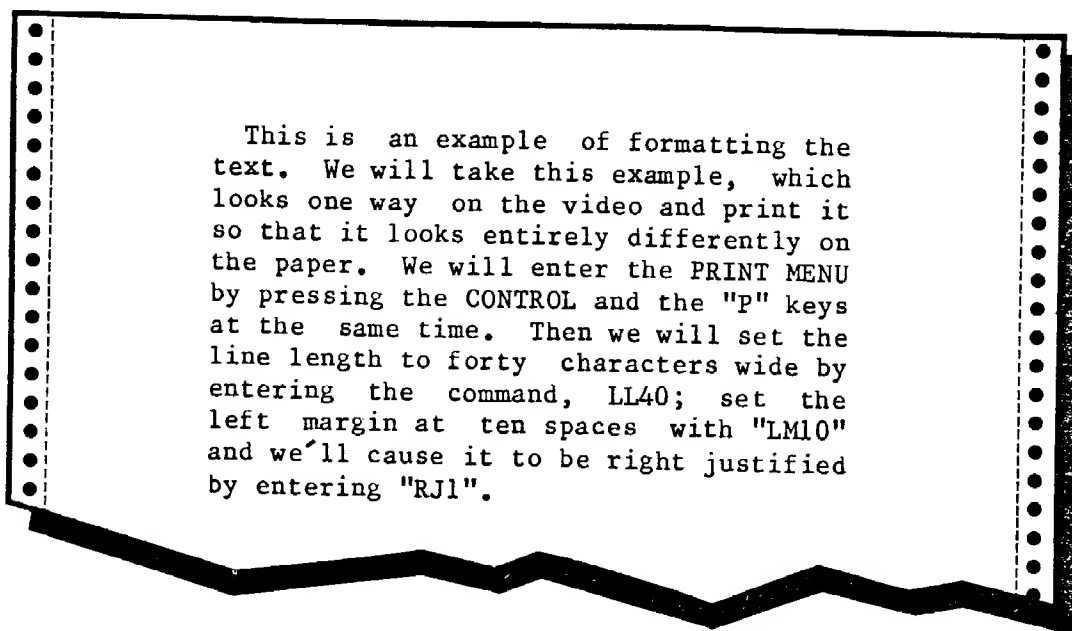 This is  an example  of formatting the
text.  We will take this example,  which
looks one way  on the video and print it
so that it looks entirely differently on
the paper.  We will enter the PRINT MENU
by pressing the CONTROL and the "P" keys
at the  same time.  Then we will set the
line length to forty  characters wide by
entering  the  command,  LL40;  set  the
left  margin at  ten spaces  with "LM10"
and we'll cause it to be right justified
by entering "RJ1".